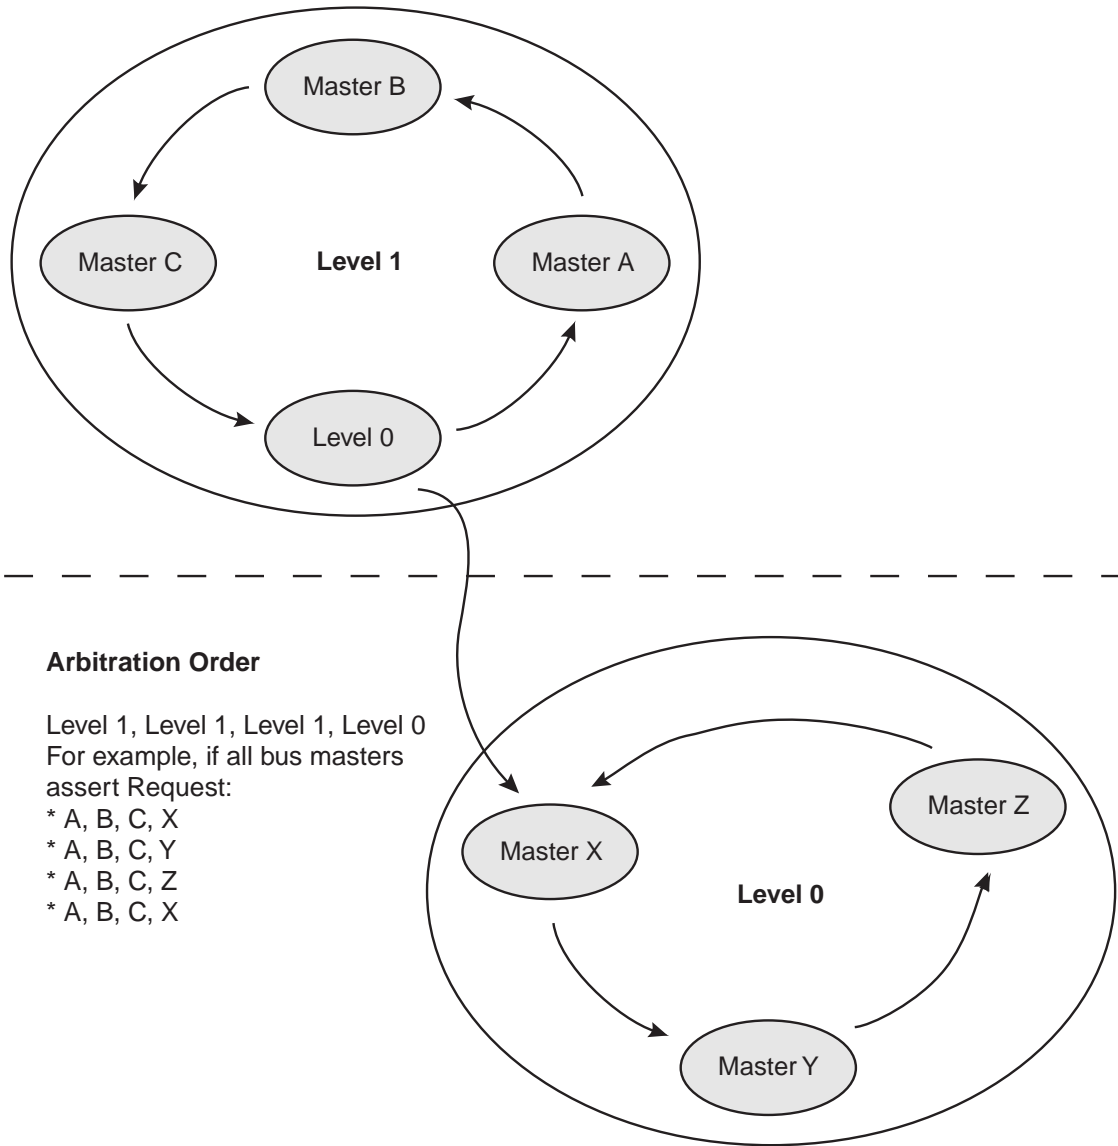 Master B
Master C
Level 1
Master A
Level 0
Arbitration Order
Level 1, Level 1, Level 1, Level 0
For example, if all bus masters
assert Request:
* A, B, C, X
* A, B, C, Y
* A, B, C, Z
* A, B, C, X
Master Z
Master X
Level 0
Master Y